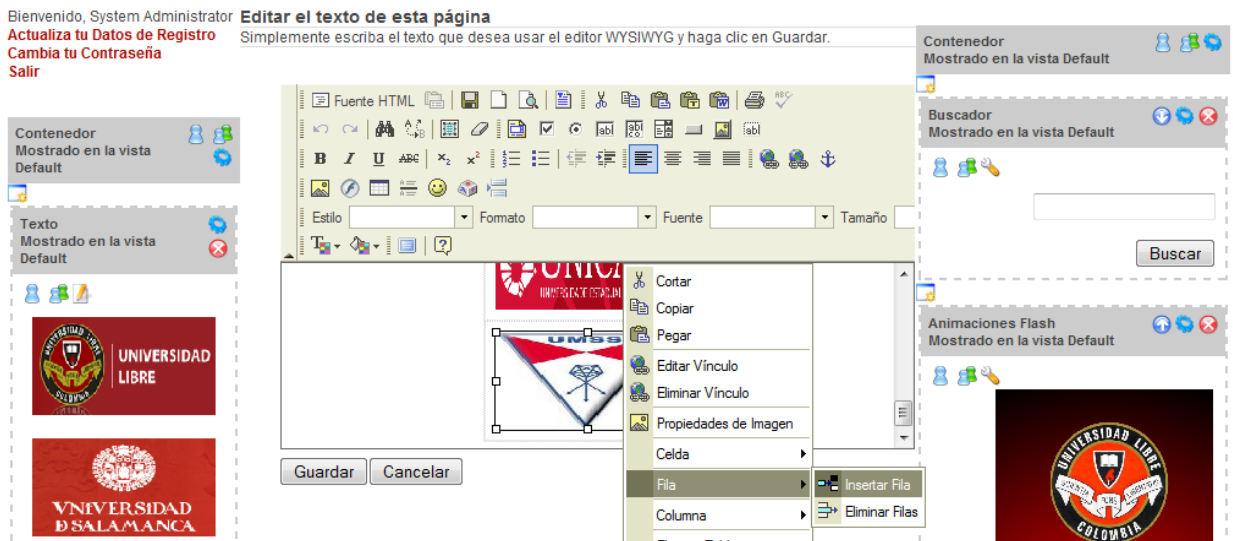 Bienvenido, System Administrator
Actualiza tu Datos de Registro
Cambia tu Contraseña
Salir
Contenedor
Mostrado en la vista
Default
Texto
Mostrado en la vista
Default
UNIVERSIDAD
LIBRE
VNIVERSIDAD
D SALAMANCA
Editar el texto de esta página
Simplemente escriba el texto que desea usar el editor WYSIWYG y haga clic en Guardar.
Fuente HTML
Estilo
Formato
Fuente
Tamaño
UMSS
Cortar
Copiar
Pegar
Editar Vínculo
Eliminar Vínculo
Propiedades de Imagen
Celda
Fila
Insertar Fila
Columna
Eliminar Filas
Guardar
Cancelar
Contenedor
Mostrado en la vista Default
Buscador
Mostrado en la vista Default
Buscar
Animaciones Flash
Mostrado en la vista Default
UNIVERSIDAD LIBRE
COLOMBIA